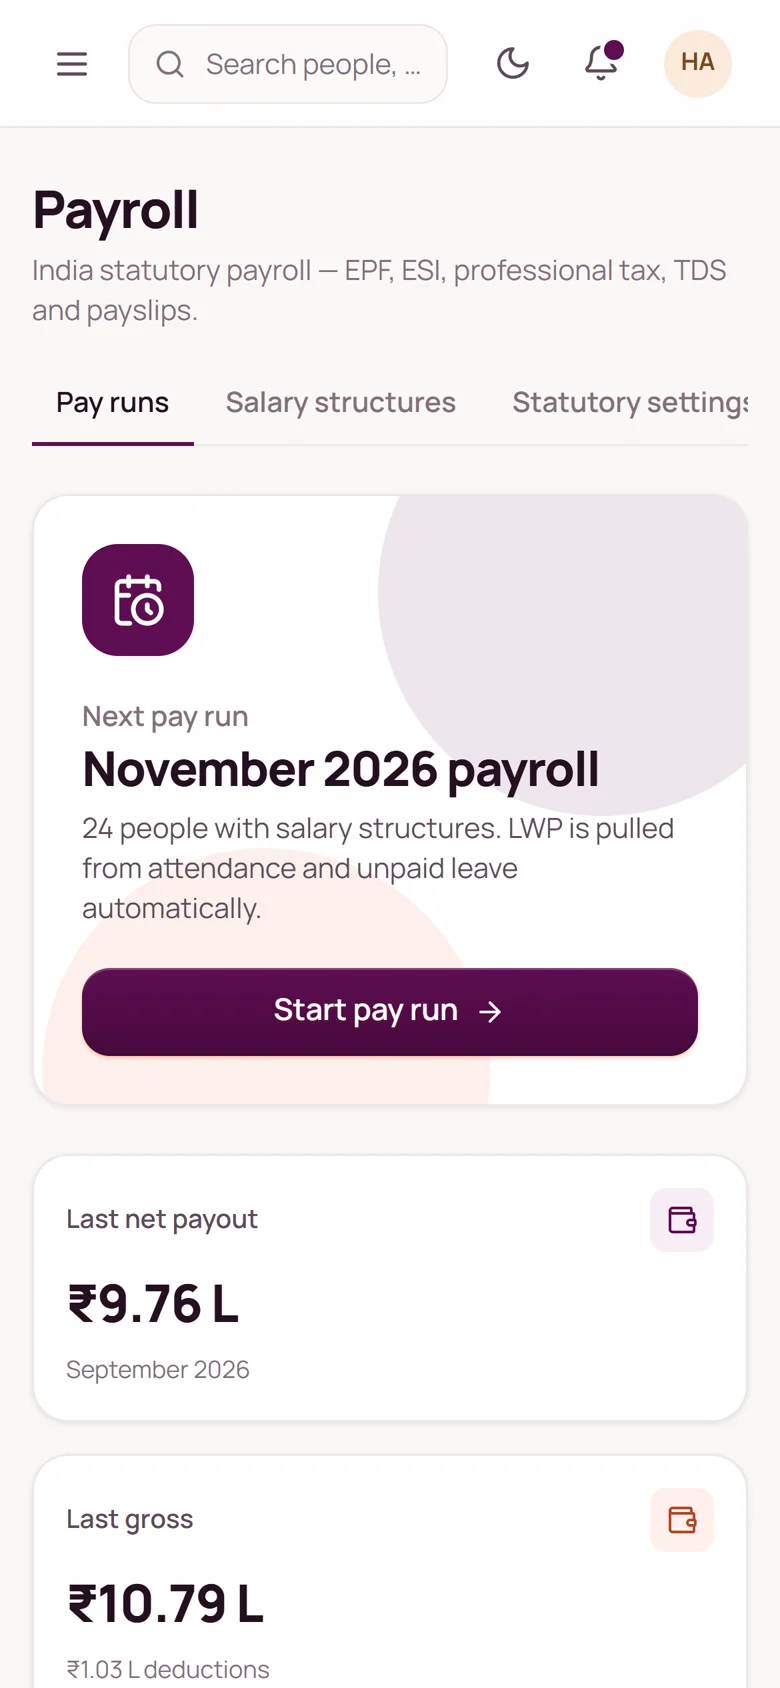 Search people, ...
HA
Payroll
India statutory payroll — EPF, ESI, professional tax, TDS
and payslips.
Pay runs
Salary structures
Statutory settings
Next pay run
November 2026 payroll
24 people with salary structures. LWP is pulled
from attendance and unpaid leave
automatically.
Start pay run →
Last net payout
₹9.76 L
September 2026
Last gross
₹10.79 L
₹1.03 L deductions